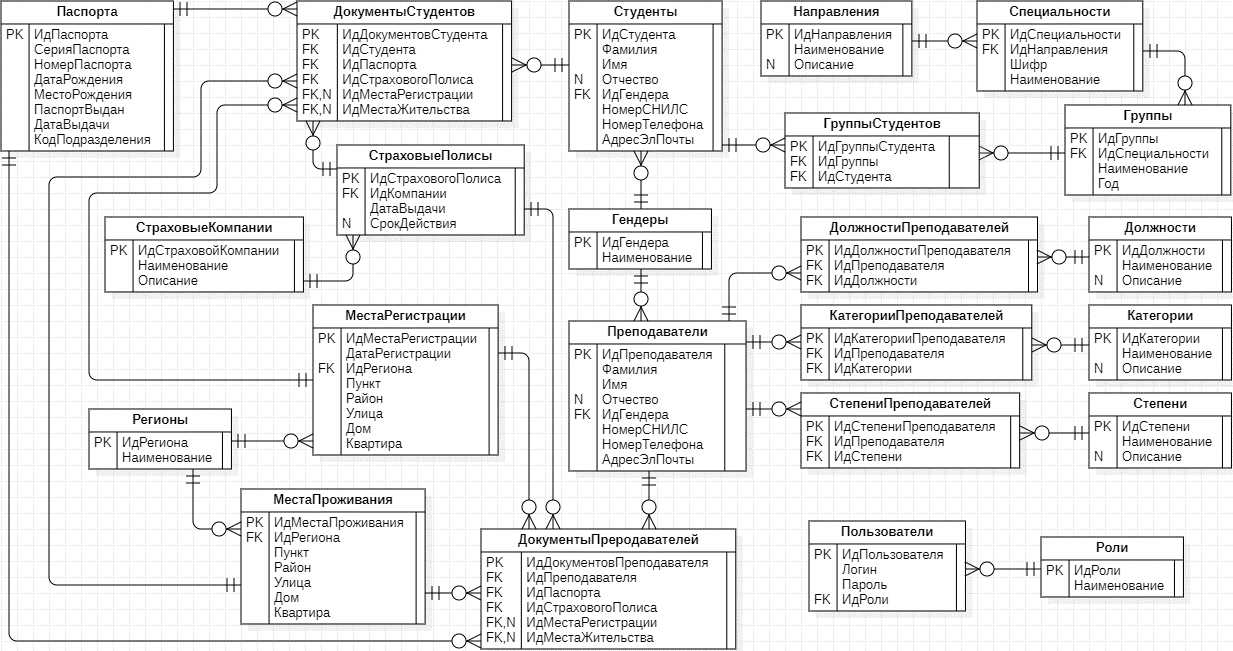 Паспорта
PK ИдПаспорта
СерияПаспорта
НомерПаспорта
ДатаРождения
МестоРождения
ПаспортВыдан
ДатаВыдачи
КодПодразделения
ДокументыСтудентов
PK ИдДокументовСтудента
FK ИдСтудента
FK ИдПаспорта
FK ИдСтраховогоПолиса
FK,N ИдМестаРегистрации
FK,N ИдМестаЖительства
Студенты
PK ИдСтудента
Фамилия
Имя
N Отчество
FK ИдГендера
НомерСНИЛС
НомерТелефона
АдресЭлПочты
Направления
PK ИдНаправления
Наименование
N Описание
Специальности
PK ИдСпециальности
FK ИдНаправления
Шифр
Наименование
ГруппыСтудентов
PK ИдГруппыСтудента
FK ИдГруппы
FK ИдСтудента
Группы
PK ИдГруппы
FK ИдСпециальности
Наименование
Год
СтраховыеПолисы
PK ИдСтраховогоПолиса
FK ИдКомпании
ДатаВыдачи
N СрокДействия
СтраховыеКомпании
PK ИдСтраховойКомпании
Наименование
Описание
Гендеры
PK ИдГендера
Наименование
ДолжностиПреподавателей
PK ИдДолжностиПреподавателя
FK ИдПреподавателя
FK ИдДолжности
Должности
PK ИдДолжности
Наименование
N Описание
МестаРегистрации
PK ИдМестаРегистрации
ДатаРегистрации
FK ИдРегиона
Пункт
Район
Улица
Дом
Квартира
Преподаватели
PK ИдПреподавателя
Фамилия
Имя
N Отчество
FK ИдГендера
НомерСНИЛС
НомерТелефона
АдресЭлПочты
КатегорииПреподавателей
PK ИдКатегорииПреподавателя
FK ИдПреподавателя
FK ИдКатегории
Категории
PK ИдКатегории
Наименование
N Описание
Регионы
PK ИдРегиона
Наименование
СтепениПреподавателей
PK ИдСтепениПреподавателя
FK ИдПреподавателя
FK ИдСтепени
Степени
PK ИдСтепени
Наименование
N Описание
МестаПроживания
PK ИдМестаПроживания
FK ИдРегиона
Пункт
Район
Улица
Дом
Квартира
ДокументыПреродавателей
PK ИдДокументовПреподавателя
FK ИдПреподавателя
FK ИдПаспорта
FK ИдСтраховогоПолиса
FK,N ИдМестаРегистрации
FK,N ИдМестаЖительства
Пользователи
PK ИдПользователя
Логин
Пароль
FK ИдРоли
Роли
PK ИдРоли
Наименование